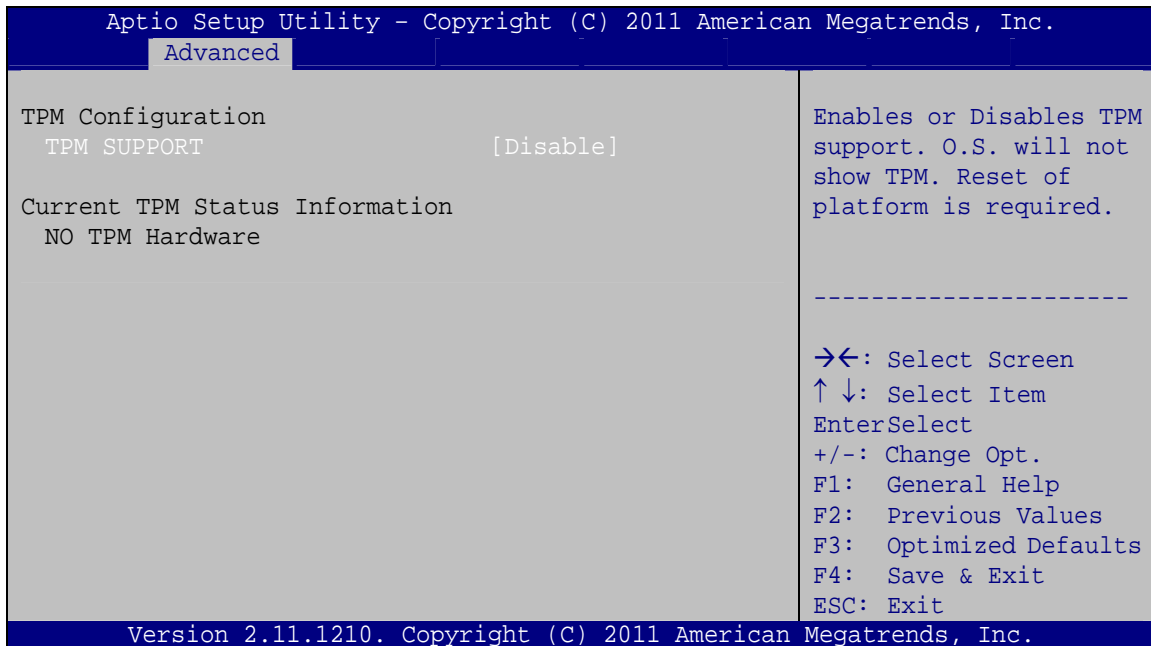 Aptio Setup Utility – Copyright (C) 2011 American Megatrends, Inc.
Advanced
TPM Configuration
TPM SUPPORT [Disable]
Current TPM Status Information
NO TPM Hardware
Enables or Disables TPM
support. O.S. will not
show TPM. Reset of
platform is required.
----------------------
→←: Select Screen
↑ ↓: Select Item
EnterSelect
+/-: Change Opt.
F1: General Help
F2: Previous Values
F3: Optimized Defaults
F4: Save & Exit
ESC: Exit
Version 2.11.1210. Copyright (C) 2011 American Megatrends, Inc.